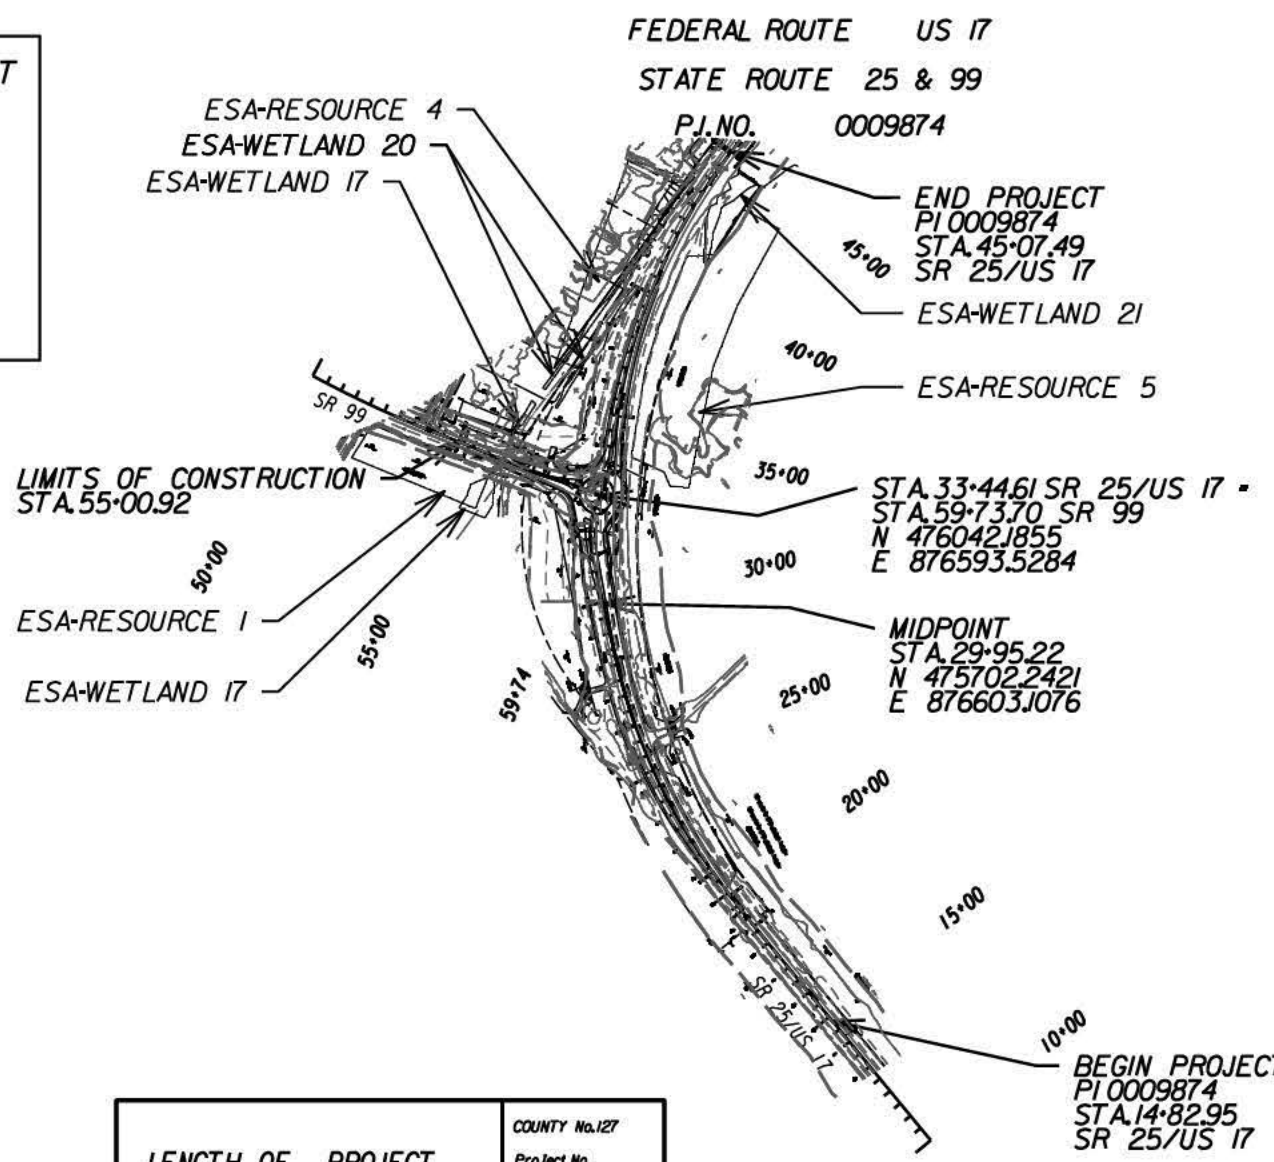 FEDERAL ROUTE US 17
STATE ROUTE 25 & 99
P.I. NO. 0009874
T
ESA-RESOURCE 4
ESA-WETLAND 20
ESA-WETLAND 17
END PROJECT
PI 0009874
STA. 45+07.49
SR 25/US 17
45+00
ESA-WETLAND 21
40+00
ESA-RESOURCE 5
SR 99
LIMITS OF CONSTRUCTION
STA. 55+00.92
35+00
STA. 33+44.61 SR 25/US 17 =
STA. 59+73.70 SR 99
N 476042.1855
E 876593.5284
50+00
30+00
ESA-RESOURCE 1
55+00
MIDPOINT
STA. 29+95.22
N 475702.2421
E 876603.1076
ESA-WETLAND 17
59+74
25+00
20+00
15+00
SR 25/US 17
10+00
BEGIN PROJECT
PI 0009874
STA. 14+82.95
SR 25/US 17
COUNTY No. 127
LENGTH OF PROJECT
Project No.